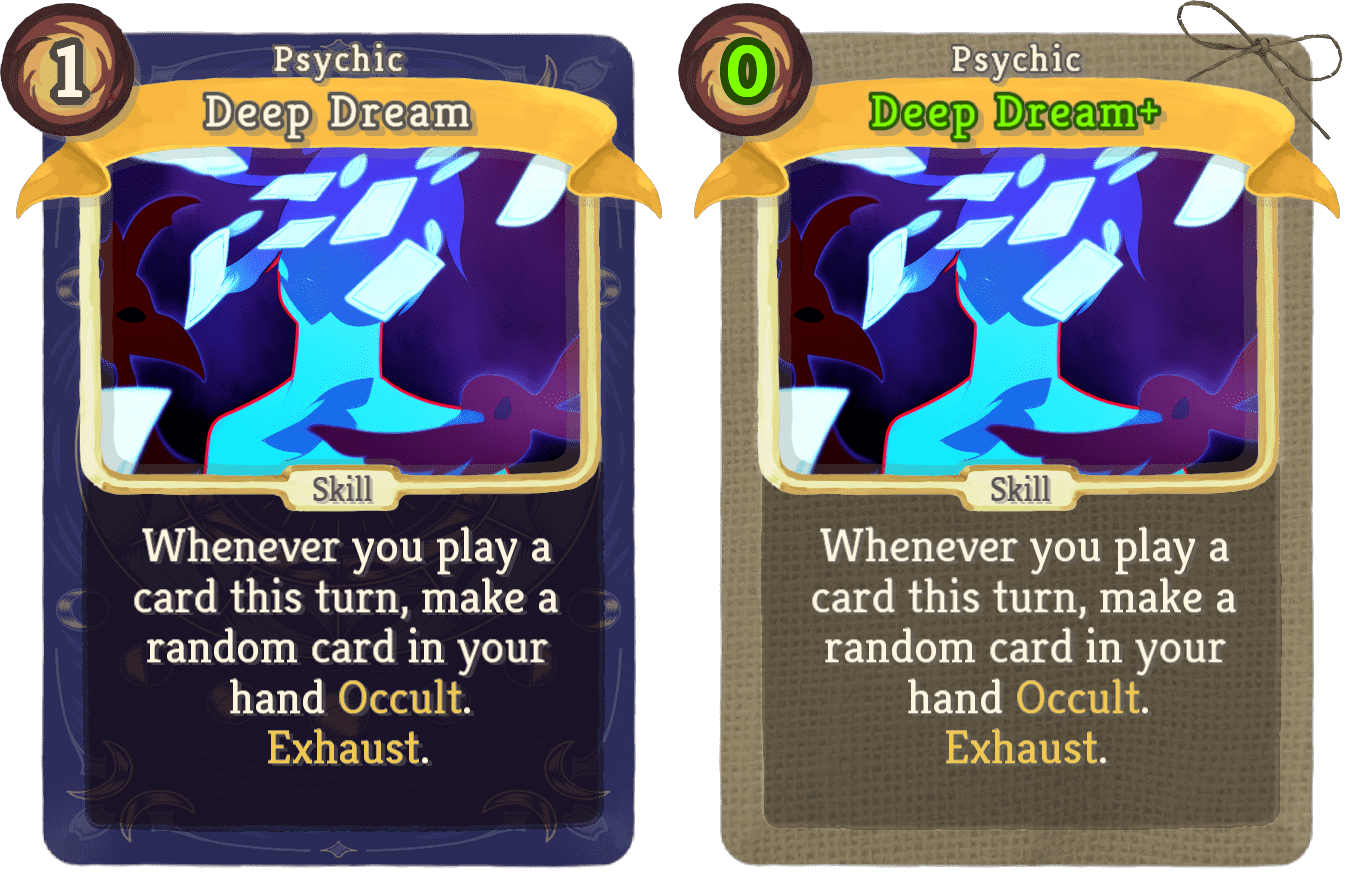 1
Psychic
Deep Dream
Skill
Whenever you play a
card this turn, make a
random card in your
hand Occult.
Exhaust.
0
Psychic
Deep Dream+
Skill
Whenever you play a
card this turn, make a
random card in your
hand Occult.
Exhaust.